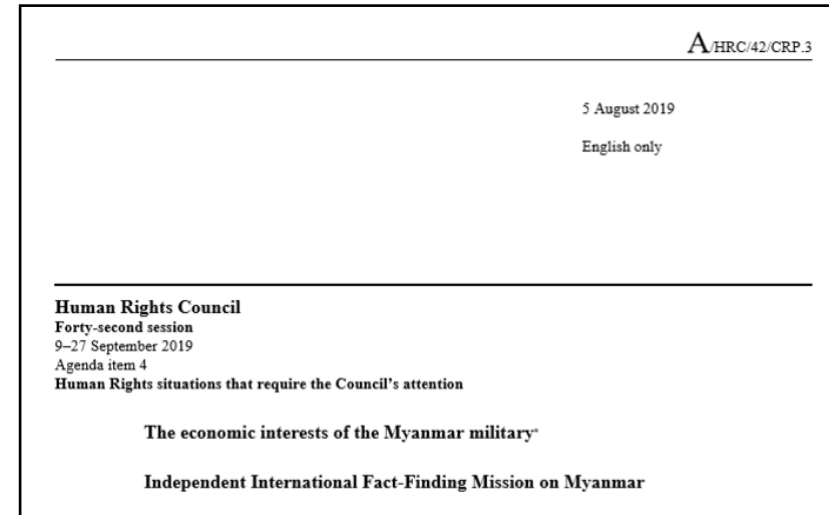 A/HRC/42/CRP.3
5 August 2019
English only
Human Rights Council
Forty-second session
9–27 September 2019
Agenda item 4
Human Rights situations that require the Council's attention
The economic interests of the Myanmar military*
Independent International Fact-Finding Mission on Myanmar